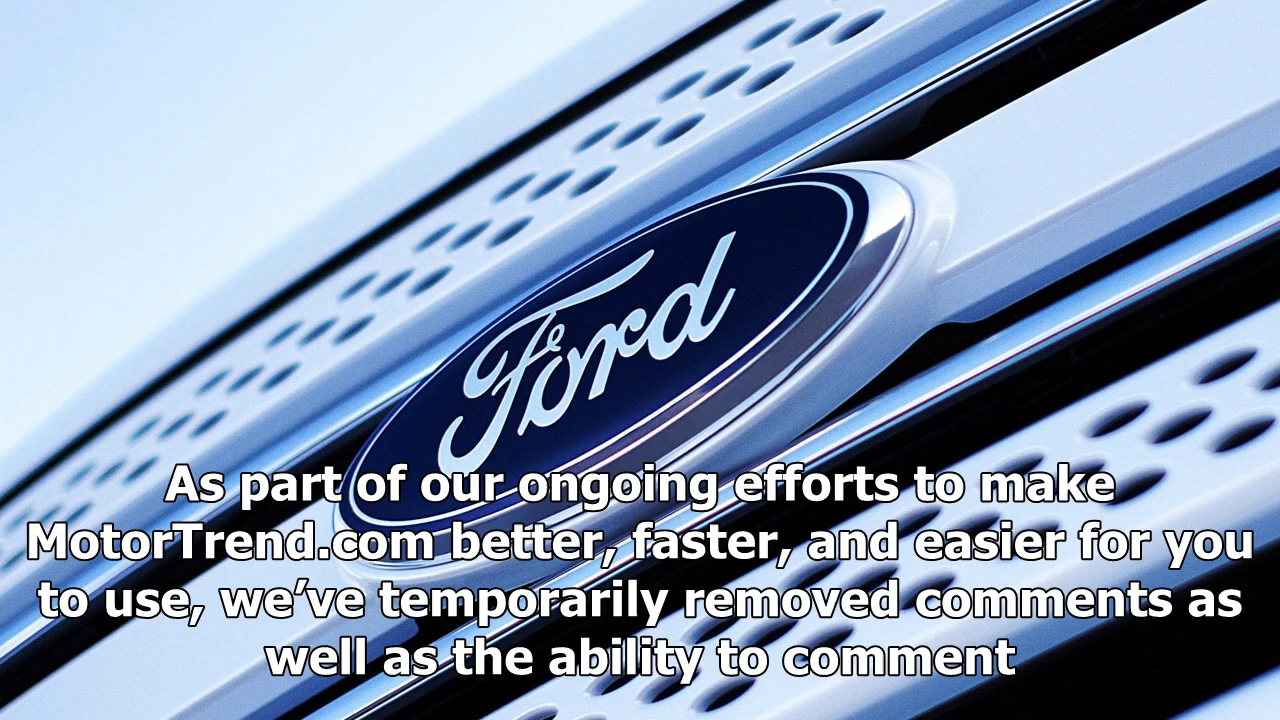 Ford
As part of our ongoing efforts to make
MotorTrend.com better, faster, and easier for you
to use, we’ve temporarily removed comments as
well as the ability to comment